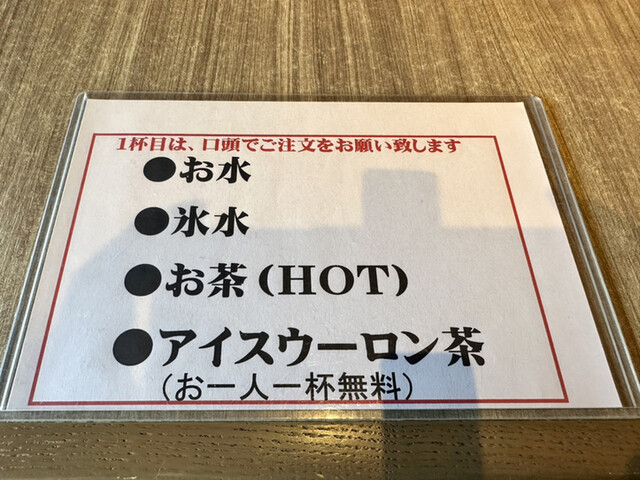 1杯目は、口頭でご注文をお願い致します
●お水
●氷水
●お茶(HOT)
●アイスウーロン茶
(お一人一杯無料)